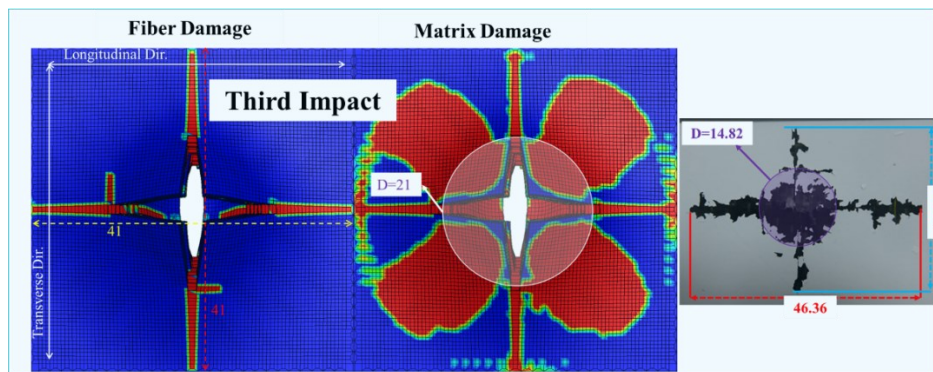 Fiber Damage
Matrix Damage
Longitudinal Dir.
Third Impact
Transverse Dir.
41
41
D=21
D=14.82
46.36